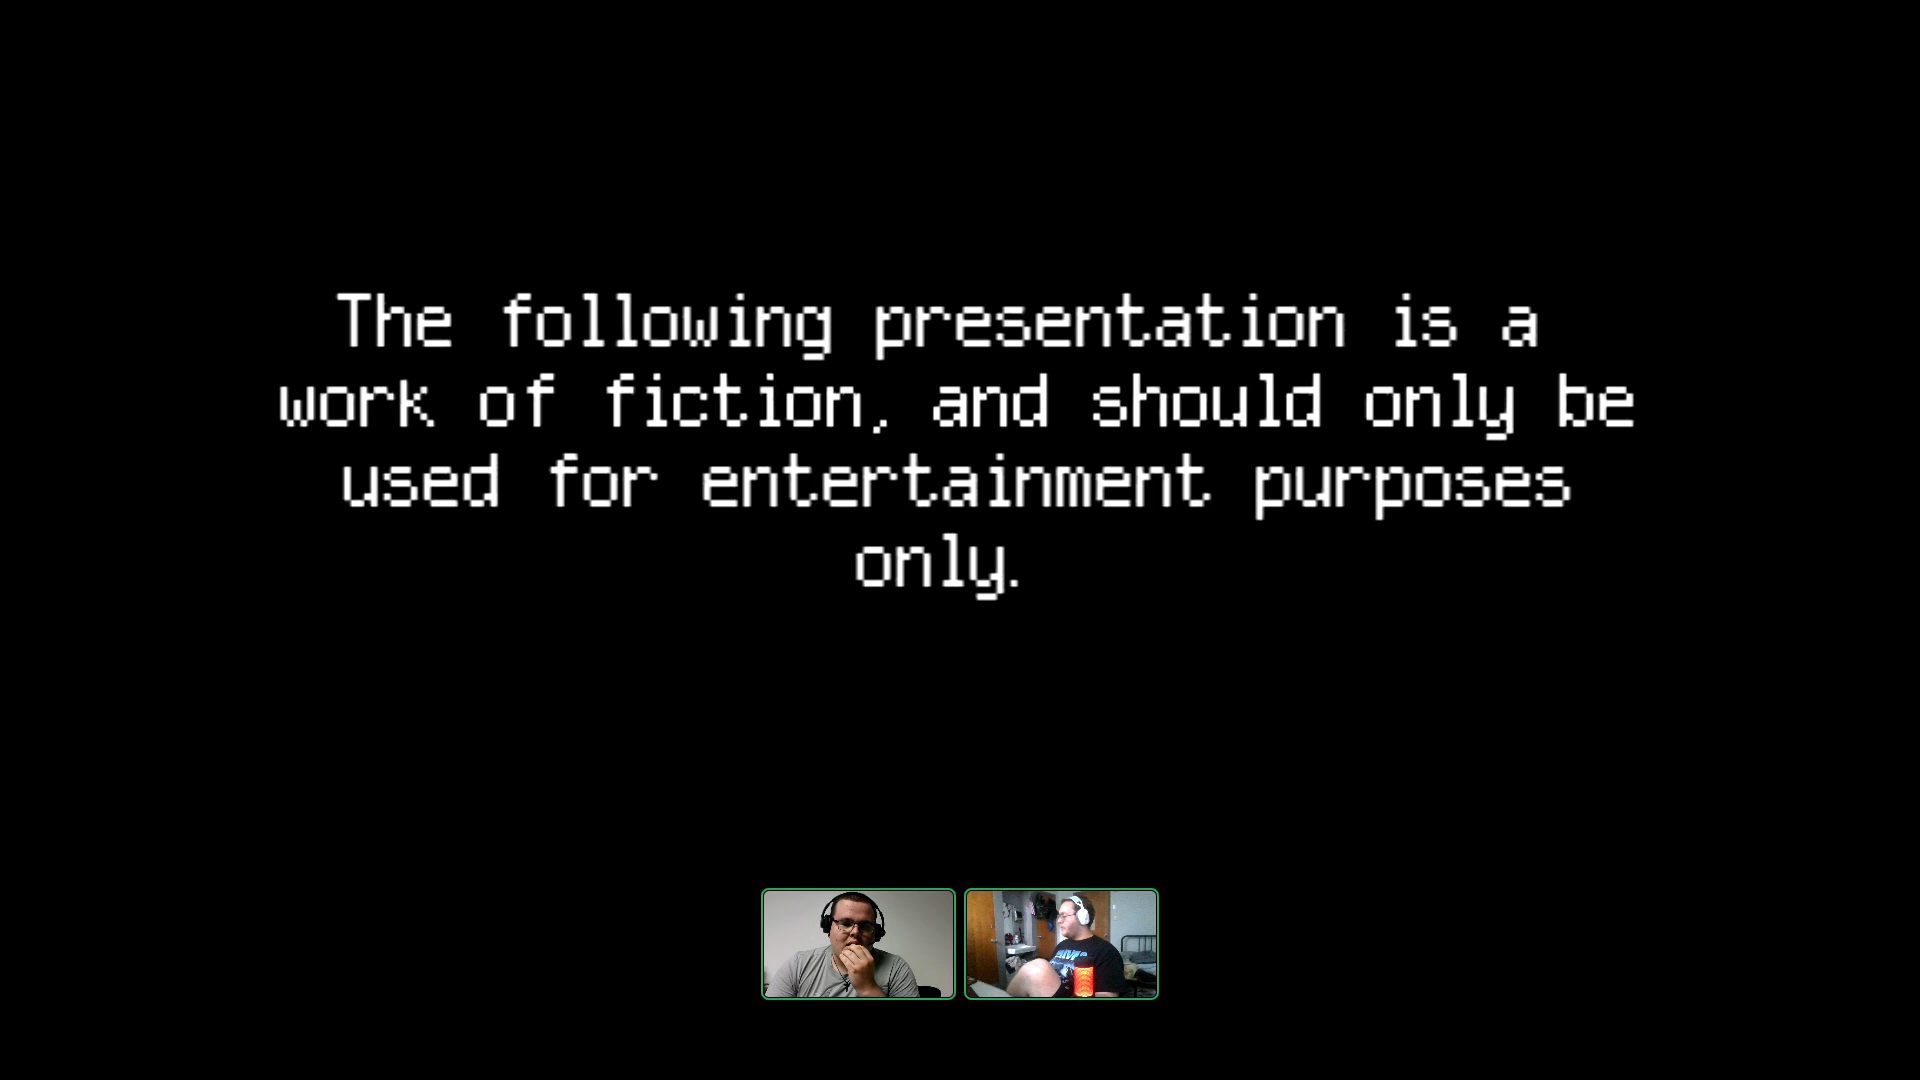 The following presentation is a
work of fiction, and should only be
used for entertainment purposes
only.